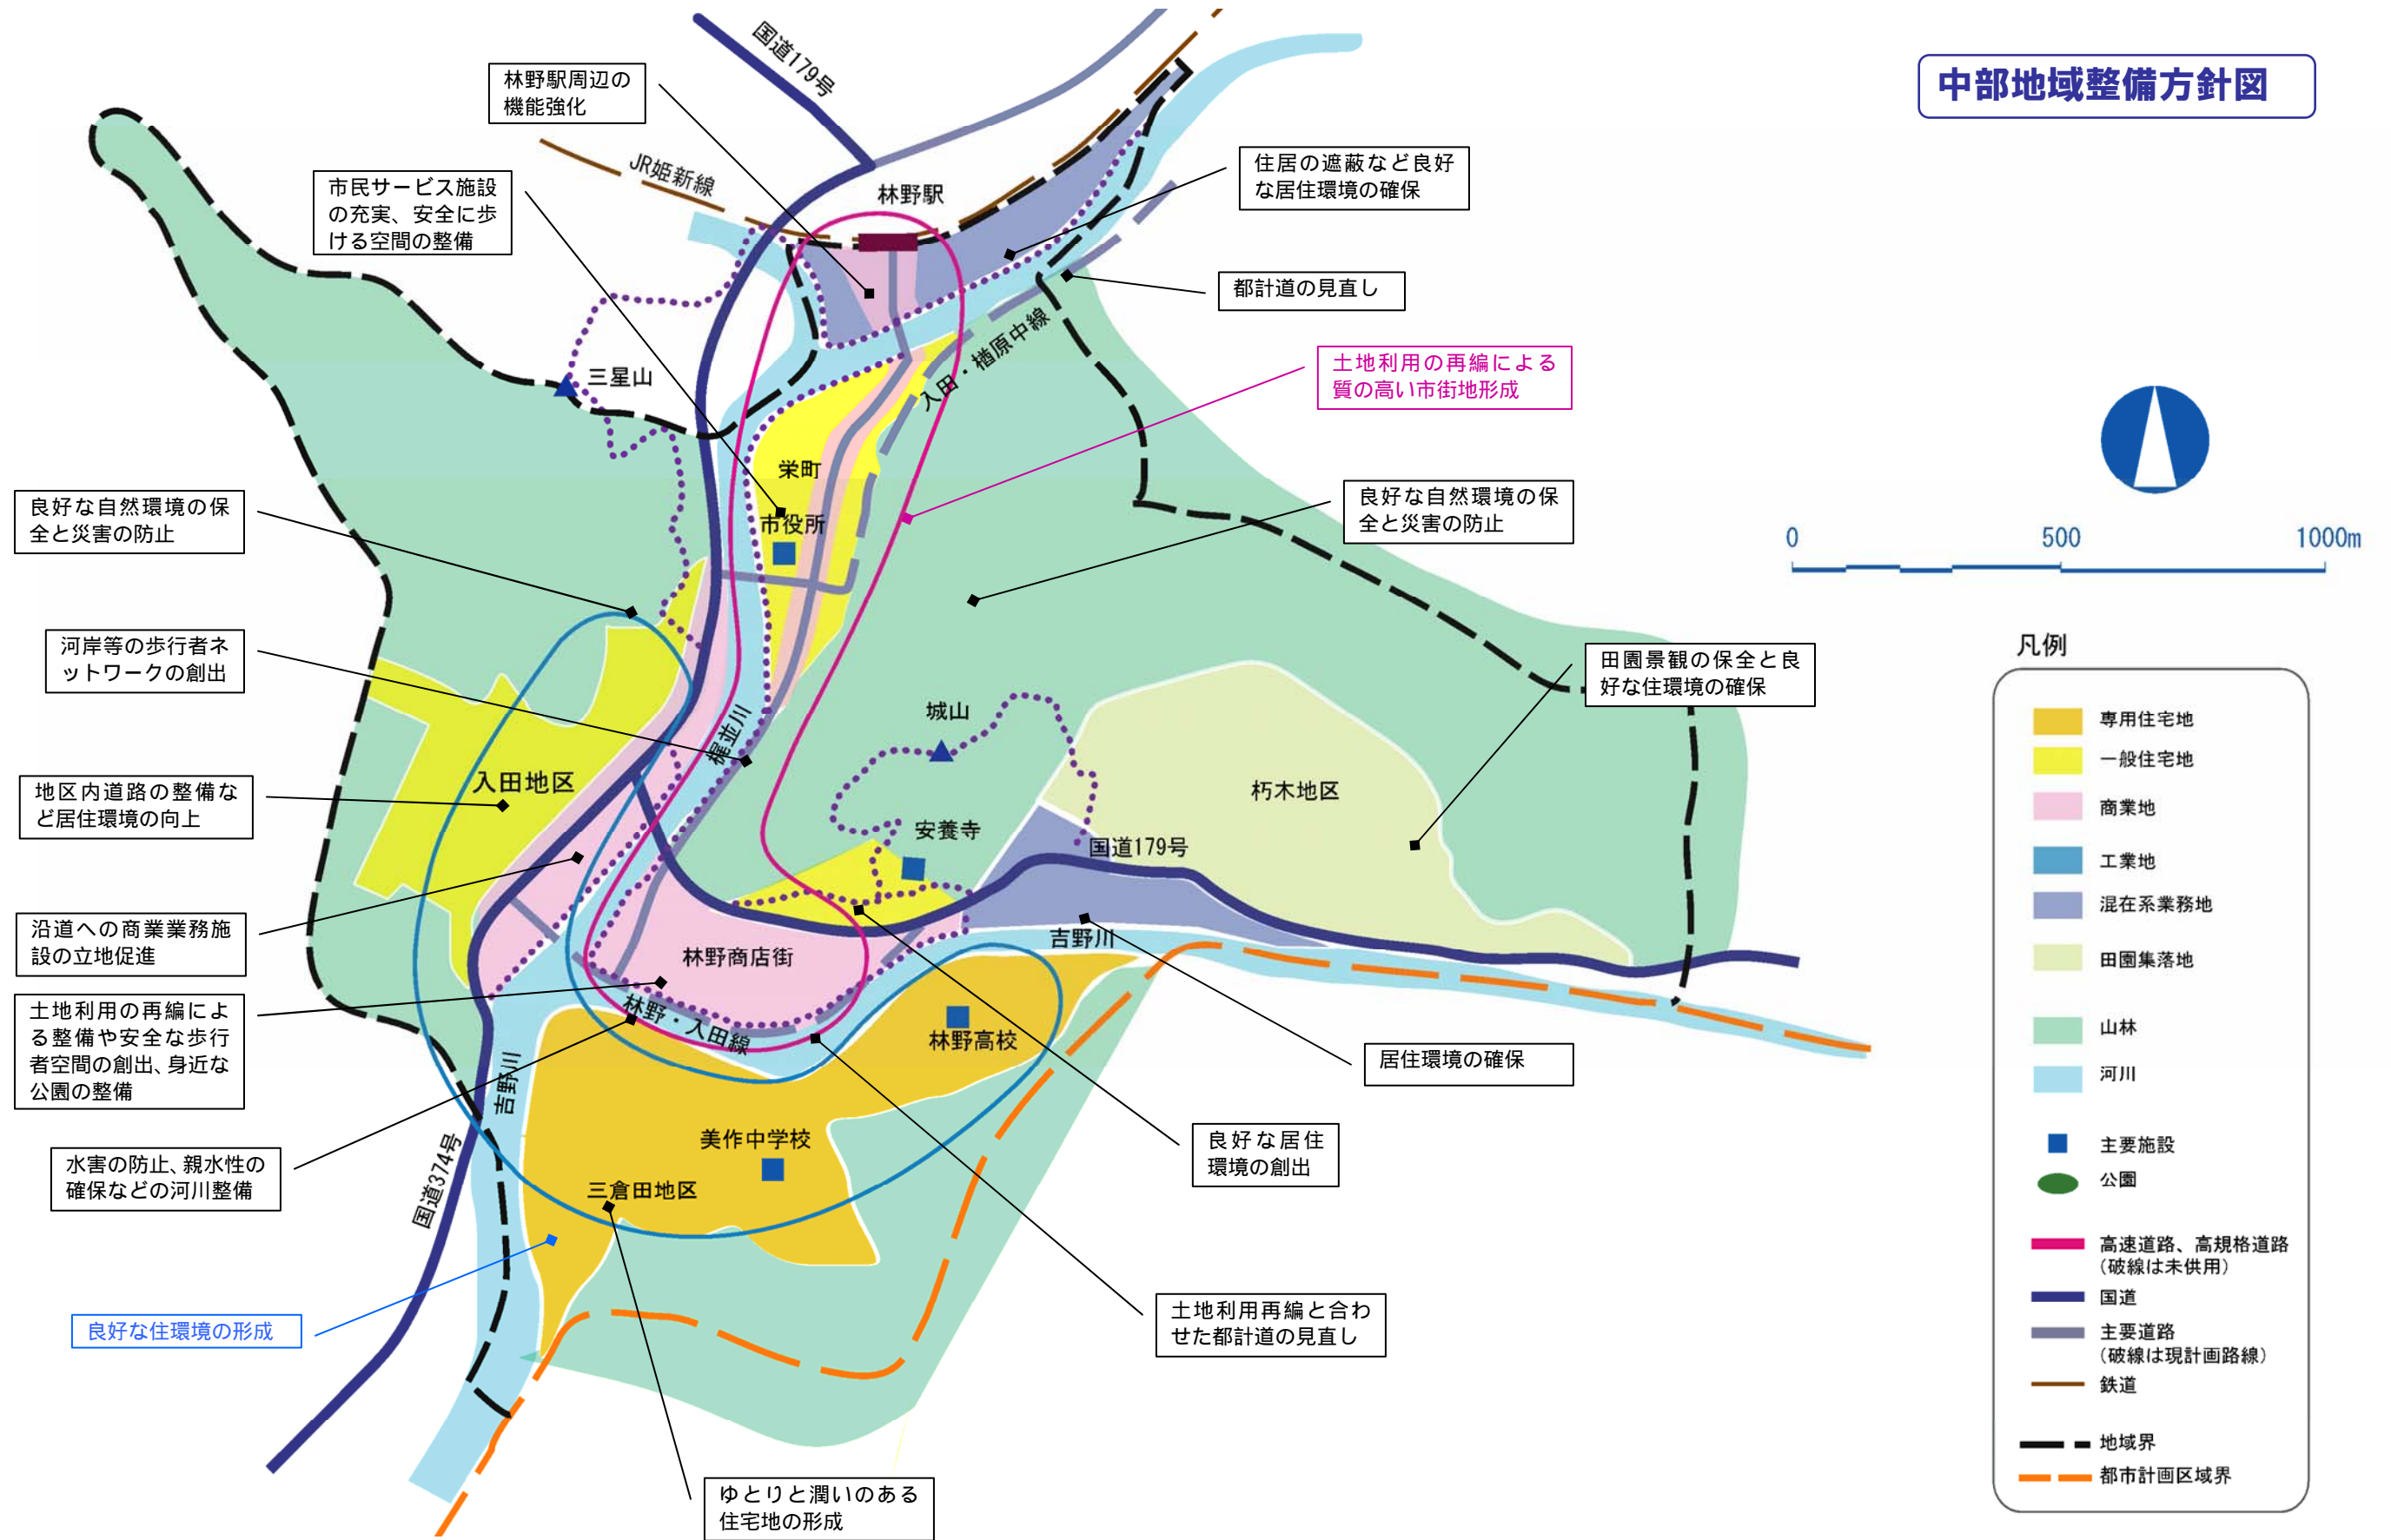 中部地域整備方針図
国道179号
林野駅周辺の
機能強化
JR姫新線
林野駅
市民サービス施設
の充実、安全に歩
ける空間の整備
住居の遮蔽など良好
な居住環境の確保
都計道の見直し
入田・楢原中線
土地利用の再編による
質の高い市街地形成
三星山
栄町
市役所
良好な自然環境の保
全と災害の防止
良好な自然環境の保
全と災害の防止
0
500
1000m
河岸等の歩行者ネ
ットワークの創出
田園景観の保全と良
好な住環境の確保
城山
梶並川
入田地区
朽木地区
地区内道路の整備な
ど居住環境の向上
安養寺
国道179号
沿道への商業業務施
設の立地促進
林野商店街
吉野川
土地利用の再編によ
る整備や安全な歩行
者空間の創出、身近な
公園の整備
林野・入田線
林野高校
居住環境の確保
吉野川
国道374号
美作中学校
三倉田地区
水害の防止、親水性の
確保などの河川整備
良好な居住
環境の創出
良好な住環境の形成
土地利用再編と合わ
せた都計道の見直し
ゆとりと潤いのある
住宅地の形成
凡例
専用住宅地
一般住宅地
商業地
工業地
混在系業務地
田園集落地
山林
河川
主要施設
公園
高速道路、高規格道路
(破線は未供用)
国道
主要道路
(破線は現計画路線)
鉄道
地域界
都市計画区域界